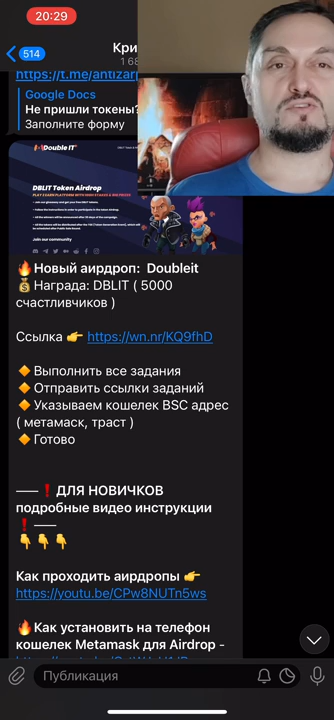 20:29
514
Кри
https://t.me/antizar
Google Docs
Не пришли токены?
Заполните форму
Double IT
DBLIT Token Airdrop
Join our community
🔥Новый аирдроп: Doubleit
💰Награда: DBLIT ( 5000
счастливчиков )
Ссылка 👉 https://wn.nr/KQ9fhD
🔸Выполнить все задания
🔸Отправить ссылки заданий
🔸Указываем кошелек BSC адрес
( метамаск, траст )
🔸Готово
——❗ДЛЯ НОВИЧКОВ
подробные видео инструкции
❗——
👇👇👇
Как проходить аирдропы 👉
https://youtu.be/CPw8NUTn5ws
🔥Как установить на телефон
кошелек Metamask для Airdrop -
Публикация